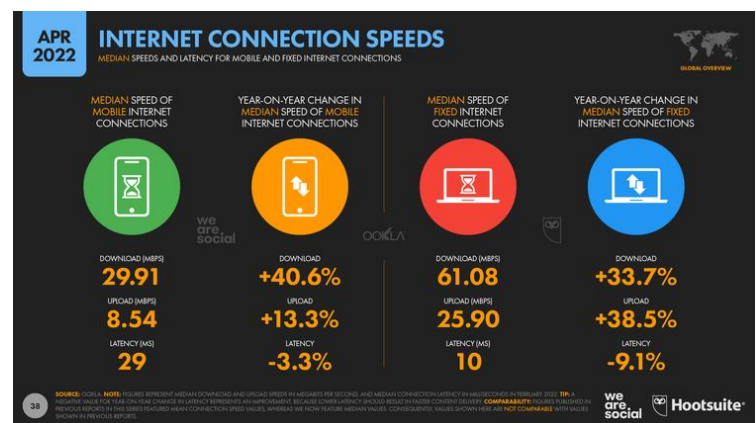 APR
2022
INTERNET CONNECTION SPEEDS
MEDIAN SPEEDS AND LATENCY FOR MOBILE AND FIXED INTERNET CONNECTIONS
GLOBAL OVERVIEW
MEDIAN SPEED OF
MOBILE INTERNET
CONNECTIONS
YEAR-ON-YEAR CHANGE IN
MEDIAN SPEED OF MOBILE
INTERNET CONNECTIONS
MEDIAN SPEED OF
FIXED INTERNET
CONNECTIONS
YEAR-ON-YEAR CHANGE IN
MEDIAN SPEED OF FIXED
INTERNET CONNECTIONS
we
are.
social
OOKLA
DOWNLOAD (MBPS)
29.91
UPLOAD (MBPS)
8.54
LATENCY (MS)
29
DOWNLOAD
+40.6%
UPLOAD
+13.3%
LATENCY
-3.3%
DOWNLOAD (MBPS)
61.08
UPLOAD (MBPS)
25.90
LATENCY (MS)
10
DOWNLOAD
+33.7%
UPLOAD
+38.5%
LATENCY
-9.1%
38
SOURCE: OOKLA. NOTE: FIGURES REPRESENT MEDIAN DOWNLOAD AND UPLOAD SPEEDS IN MEGABITS PER SECOND, AND MEDIAN CONNECTION LATENCY IN MILLISECONDS IN FEBRUARY 2022. TIP: A
NEGATIVE VALUE FOR YEAR-ON-YEAR CHANGE IN LATENCY REPRESENTS AN IMPROVEMENT, BECAUSE LOWER LATENCY SHOULD RESULT IN FASTER CONTENT DELIVERY. COMPARABILITY: FIGURES PUBLISHED IN
PREVIOUS REPORTS IN THIS SERIES FEATURED MEAN CONNECTION SPEED VALUES, WHEREAS WE NOW FEATURE MEDIAN VALUES. CONSEQUENTLY, VALUES SHOWN HERE ARE NOT COMPARABLE WITH VALUES
SHOWN IN PREVIOUS REPORTS.
we
are.
social
Hootsuite®